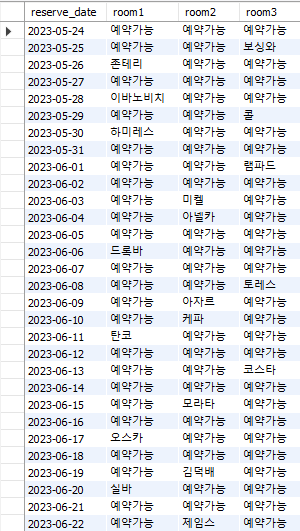 reserve_date room1 room2 room3
2023-05-24 예약가능 예약가능 예약가능
2023-05-25 예약가능 예약가능 보싱와
2023-05-26 존테리 예약가능 예약가능
2023-05-27 예약가능 예약가능 예약가능
2023-05-28 이바노비치 예약가능 예약가능
2023-05-29 예약가능 예약가능 콜
2023-05-30 하미레스 예약가능 예약가능
2023-05-31 예약가능 예약가능 예약가능
2023-06-01 예약가능 예약가능 램파드
2023-06-02 예약가능 예약가능 예약가능
2023-06-03 예약가능 미켈 예약가능
2023-06-04 예약가능 아넬카 예약가능
2023-06-05 예약가능 예약가능 예약가능
2023-06-06 드록바 예약가능 예약가능
2023-06-07 예약가능 예약가능 예약가능
2023-06-08 예약가능 예약가능 토레스
2023-06-09 예약가능 아자르 예약가능
2023-06-10 예약가능 케파 예약가능
2023-06-11 탄코 예약가능 예약가능
2023-06-12 예약가능 예약가능 예약가능
2023-06-13 예약가능 예약가능 코스타
2023-06-14 예약가능 예약가능 예약가능
2023-06-15 예약가능 모라타 예약가능
2023-06-16 예약가능 예약가능 예약가능
2023-06-17 오스카 예약가능 예약가능
2023-06-18 예약가능 예약가능 예약가능
2023-06-19 예약가능 김덕배 예약가능
2023-06-20 실바 예약가능 예약가능
2023-06-21 예약가능 예약가능 예약가능
2023-06-22 예약가능 제임스 예약가능